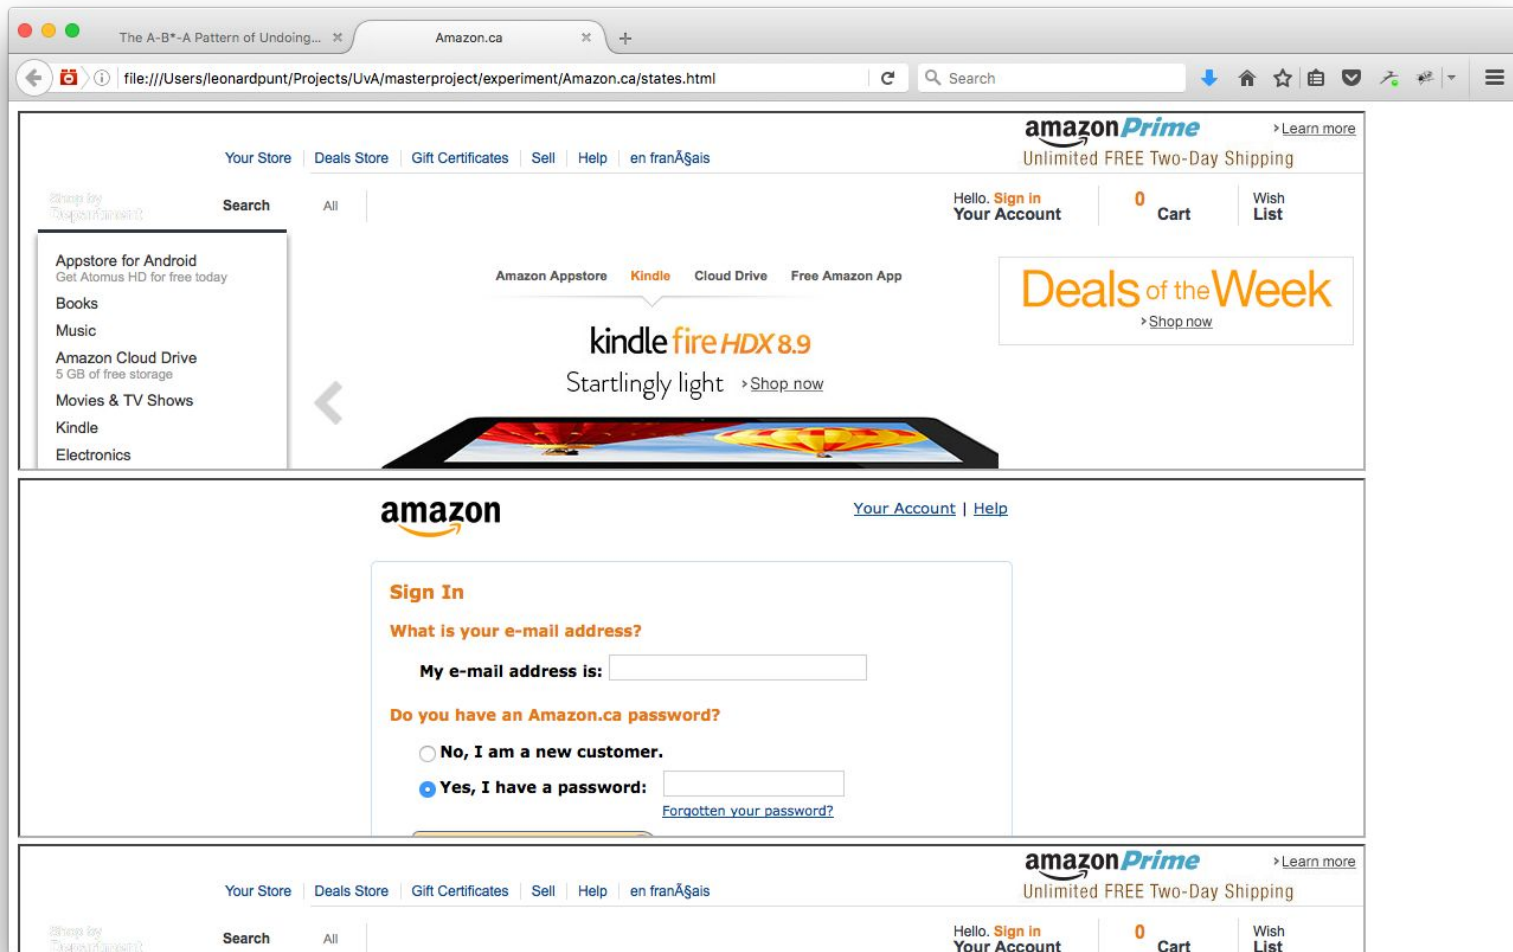 The A-B*-A Pattern of Undoing... × Amazon.ca × +
file:///Users/leonardpunt/Projects/UvA/masterproject/experiment/Amazon.ca/states.html Search
amazonPrime › Learn more
Your Store Deals Store Gift Certificates Sell Help en franÃ§ais Unlimited FREE Two-Day Shipping
Shop by
Department
Search All
Hello. Sign in
Your Account
0 Cart
Wish
List
Appstore for Android
Get Atomus HD for free today
Books
Music
Amazon Cloud Drive
5 GB of free storage
Movies & TV Shows
Kindle
Electronics
Amazon Appstore Kindle Cloud Drive Free Amazon App
kindle fire HDX 8.9
Startlingly light › Shop now
Deals of the Week
› Shop now
amazon Your Account | Help
Sign In
What is your e-mail address?
My e-mail address is:
Do you have an Amazon.ca password?
No, I am a new customer.
Yes, I have a password:
Forgotten your password?
amazonPrime › Learn more
Your Store Deals Store Gift Certificates Sell Help en franÃ§ais Unlimited FREE Two-Day Shipping
Shop by
Department
Search All
Hello. Sign in
Your Account
0 Cart
Wish
List